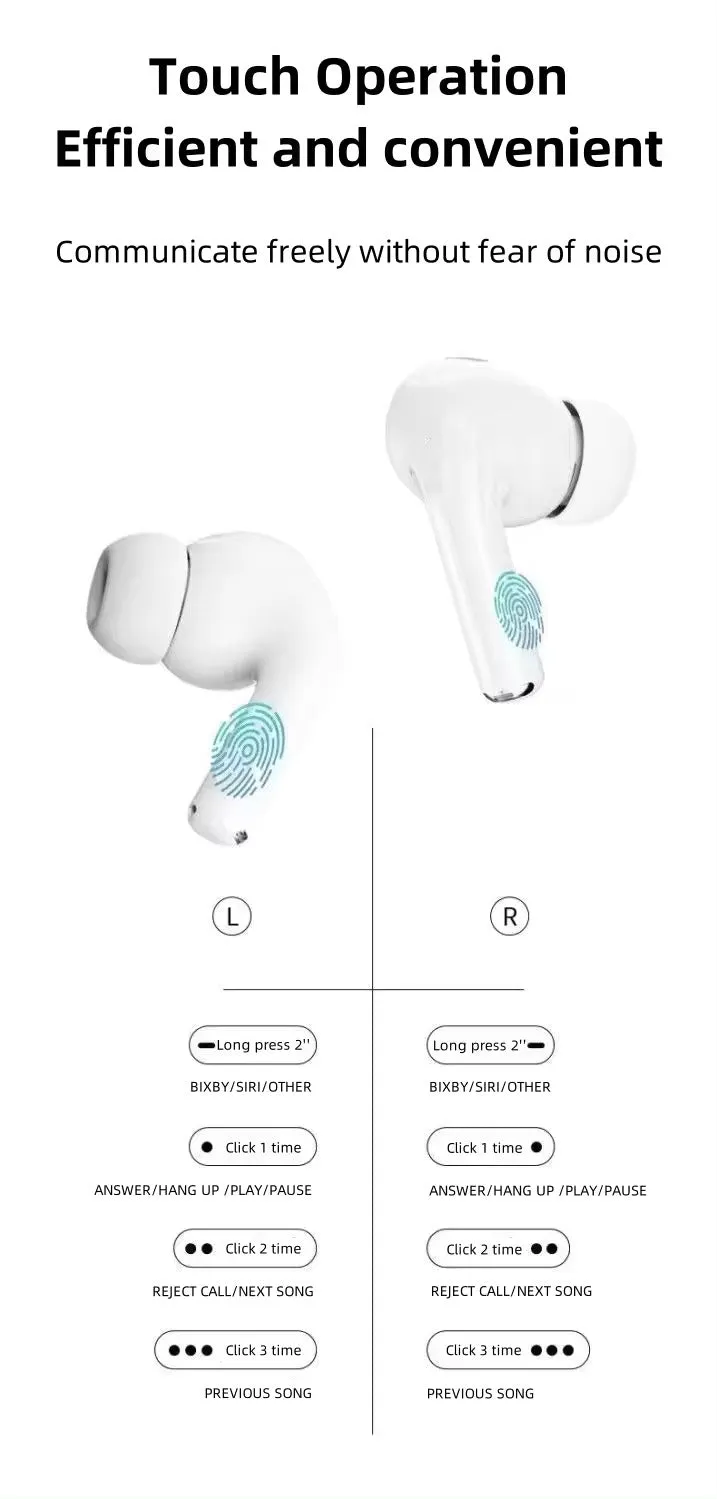 Touch Operation
Efficient and convenient
Communicate freely without fear of noise
L
R
Long press 2''
Long press 2''
BIXBY/SIRI/OTHER
BIXBY/SIRI/OTHER
Click 1 time
Click 1 time
ANSWER/HANG UP /PLAY/PAUSE
ANSWER/HANG UP /PLAY/PAUSE
Click 2 time
Click 2 time
REJECT CALL/NEXT SONG
REJECT CALL/NEXT SONG
Click 3 time
Click 3 time
PREVIOUS SONG
PREVIOUS SONG